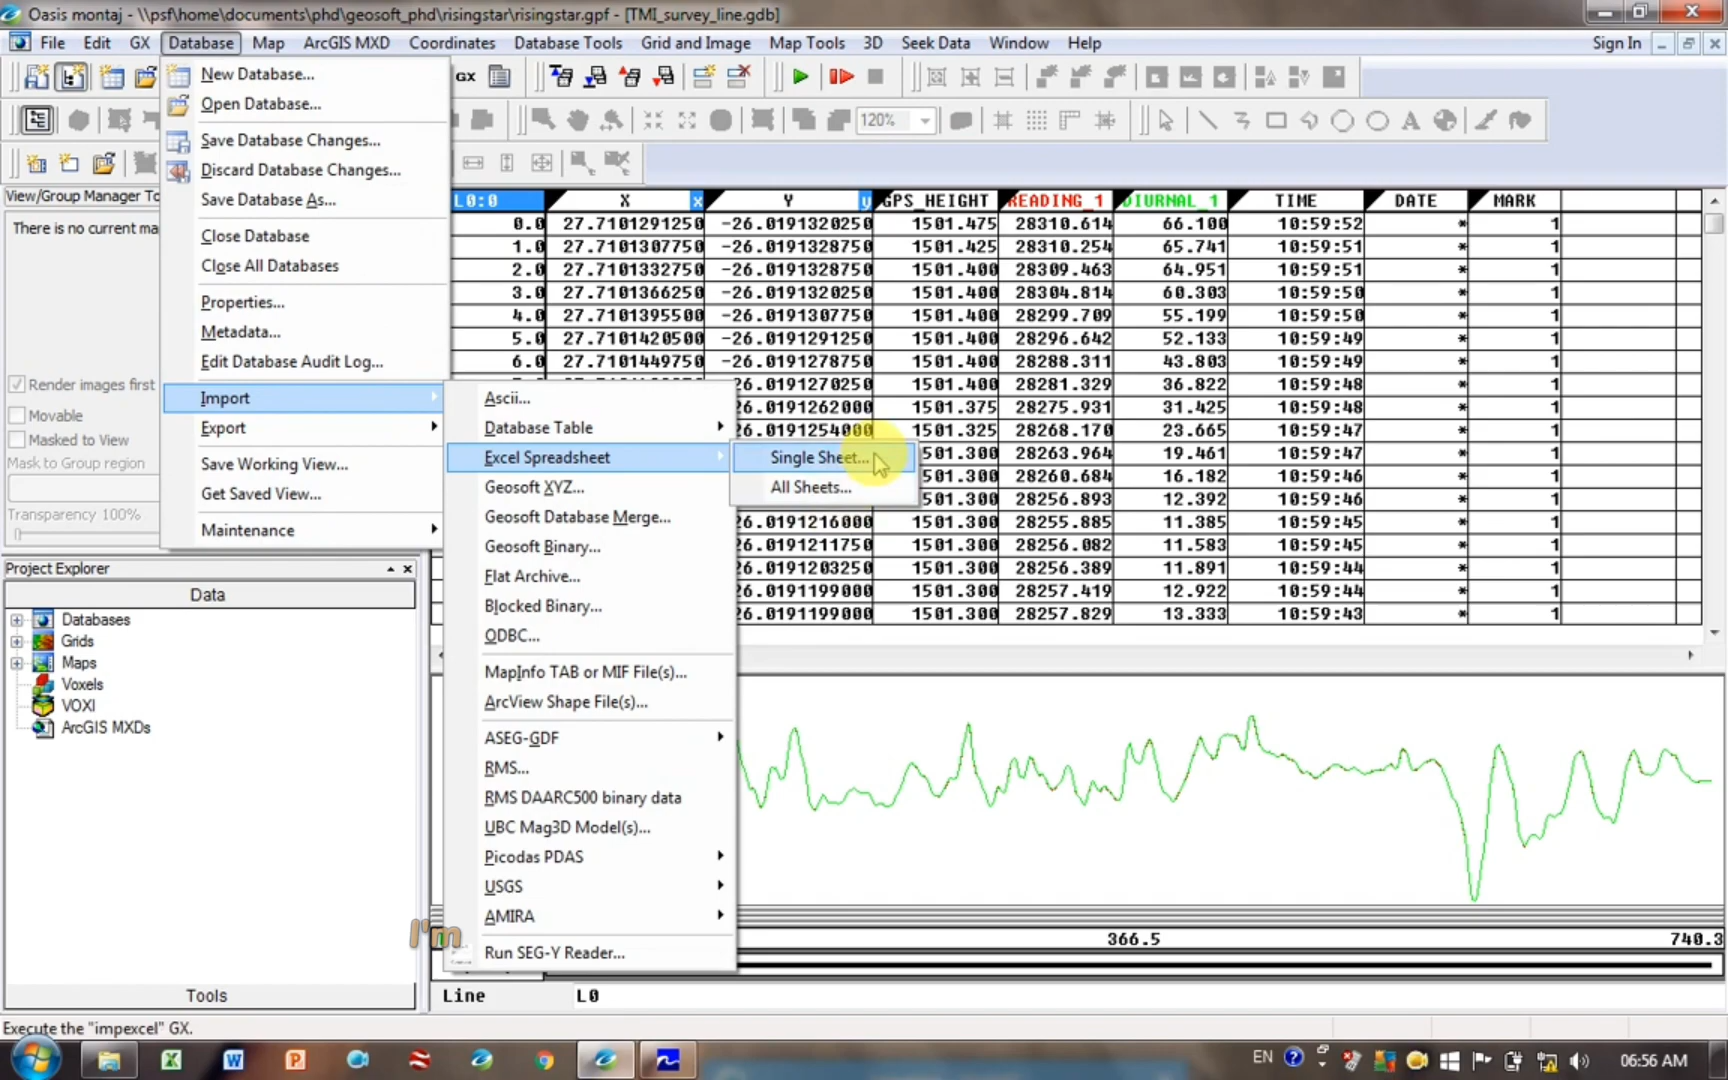 Oasis montaj - \\psf\home\documents\phd\geosoft_phd\risingstar\risingstar.gpf - [TMI_survey_line.gdb]
File Edit GX Database Map ArcGIS MXD Coordinates Database Tools Grid and Image Map Tools 3D Seek Data Window Help Sign In
New Database...
GX
Open Database...
120%
Save Database Changes...
Discard Database Changes...
View/Group Manager To
Save Database As...
There is no current ma
Close Database
Close All Databases
Properties...
Metadata...
Edit Database Audit Log...
Render images first
Import
Movable
Export
Masked to View
Mask to Group region
Save Working View...
Get Saved View...
Transparency 100%
Maintenance
Ascii...
Database Table
Excel Spreadsheet
Single Sheet...
All Sheets...
Geosoft XYZ...
Geosoft Database Merge...
Geosoft Binary...
Flat Archive...
Blocked Binary...
ODBC...
MapInfo TAB or MIF File(s)...
ArcView Shape File(s)...
ASEG-GDF
RMS...
RMS DAARC500 binary data
UBC Mag3D Model(s)...
Picodas PDAS
USGS
AMIRA
Run SEG-Y Reader...
L0:0 X x Y y GPS_HEIGHT READING_1 DIURNAL_1 TIME DATE MARK
0.0 27.7101291250 -26.0191320250 1501.475 28310.614 66.100 10:59:52 * 1
1.0 27.7101307750 -26.0191328750 1501.425 28310.254 65.741 10:59:51 * 1
2.0 27.7101332750 -26.0191328750 1501.400 28309.463 64.951 10:59:51 * 1
3.0 27.7101366250 -26.0191320250 1501.400 28304.814 60.303 10:59:50 * 1
4.0 27.7101395500 -26.0191307750 1501.400 28299.709 55.199 10:59:50 * 1
5.0 27.7101420500 -26.0191291250 1501.400 28296.642 52.133 10:59:49 * 1
6.0 27.7101449750 -26.0191278750 1501.400 28288.311 43.803 10:59:49 * 1
26.0191270250 1501.400 28281.329 36.822 10:59:48 * 1
26.0191262000 1501.375 28275.931 31.425 10:59:48 * 1
26.0191254000 1501.325 28268.170 23.665 10:59:47 * 1
1501.300 28263.964 19.461 10:59:47 * 1
1501.300 28260.684 16.182 10:59:46 * 1
1501.300 28256.893 12.392 10:59:46 * 1
26.0191216000 1501.300 28255.885 11.385 10:59:45 * 1
26.0191211750 1501.300 28256.082 11.583 10:59:45 * 1
26.0191203250 1501.300 28256.389 11.891 10:59:44 * 1
26.0191199000 1501.300 28257.419 12.922 10:59:44 * 1
26.0191199000 1501.300 28257.829 13.333 10:59:43 * 1
Project Explorer
Data
Databases
Grids
Maps
Voxels
VOXI
ArcGIS MXDs
Tools
I'm
366.5 740.3
Line L0
Execute the "impexcel" GX.
EN 06:56 AM